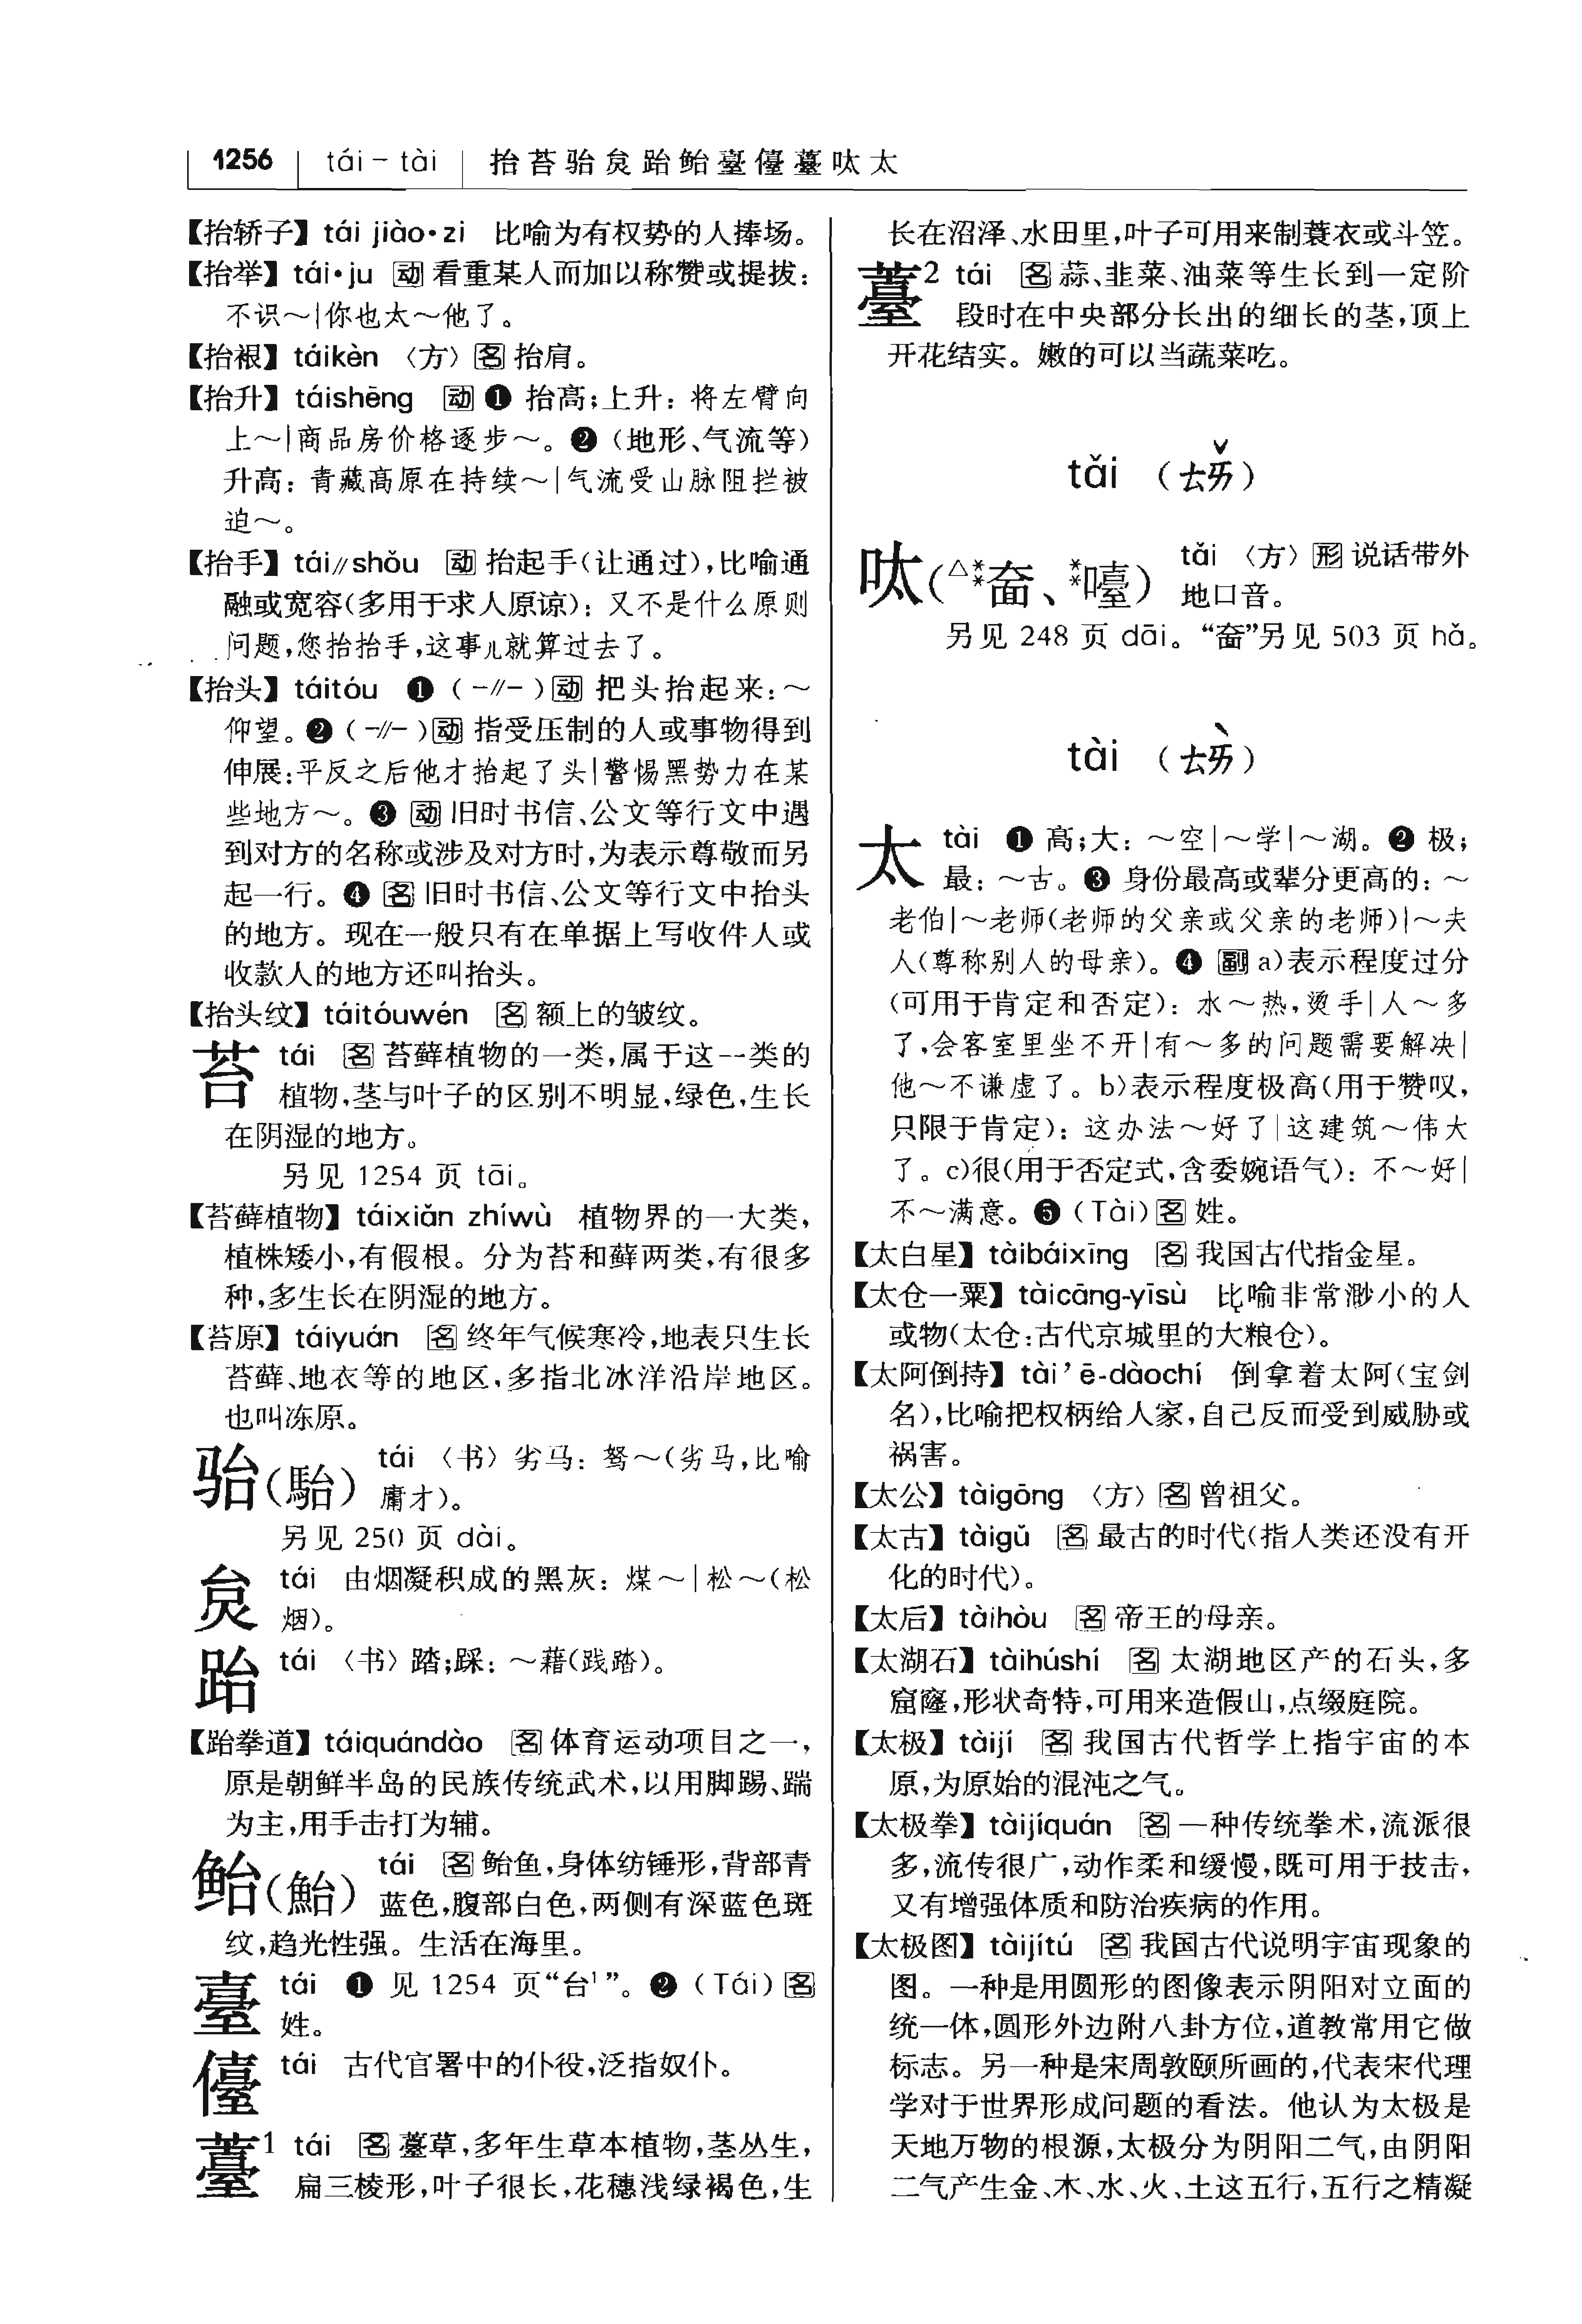 1256 tái－tài 抬苔骀炱跆鲐臺儓薹呔太
【抬轿子】tái jiào·zi 比喻为有权势的人捧场。
【抬举】tái·ju 动 看重某人而加以称赞或提拔：
不识～|你也太～他了。
【抬裉】táikèn 〈方〉名 抬肩。
【抬升】táishēng 动 ❶ 抬高；上升：将左臂向
上～|商品房价格逐步～。❷（地形、气流等）
升高：青藏高原在持续～|气流受山脉阻拦被
迫～。
【抬手】tái//shǒu 动 抬起手（让通过），比喻通
融或宽容（多用于求人原谅）：又不是什么原则
问题，您抬抬手，这事儿就算过去了。
【抬头】táitóu ❶（-//-）动 把头抬起来：～
仰望。❷（-//-）动 指受压制的人或事物得到
伸展：平反之后他才抬起了头|警惕黑势力在某
些地方～。❸ 动 旧时书信、公文等行文中遇
到对方的名称或涉及对方时，为表示尊敬而另
起一行。❹ 名 旧时书信、公文等行文中抬头
的地方。现在一般只有在单据上写收件人或
收款人的地方还叫抬头。
【抬头纹】táitóuwén 名 额上的皱纹。
苔 tái 名 苔藓植物的一类，属于这一类的
植物，茎与叶子的区别不明显，绿色，生长
在阴湿的地方。
另见 1254 页 tāi。
【苔藓植物】táixiǎn zhíwù 植物界的一大类，
植株矮小，有假根。分为苔和藓两类，有很多
种，多生长在阴湿的地方。
【苔原】táiyuán 名 终年气候寒冷，地表只生长
苔藓、地衣等的地区，多指北冰洋沿岸地区。
也叫冻原。
骀（駘） tái 〈书〉劣马：驽～（劣马，比喻
庸才）。
另见 250 页 dài。
炱 tái 由烟凝积成的黑灰：煤～|松～（松
烟）。
跆 tái 〈书〉踏；踩：～藉（践踏）。
【跆拳道】táiquándào 名 体育运动项目之一，
原是朝鲜半岛的民族传统武术，以用脚踢、踹
为主，用手击打为辅。
鲐（鮐） tái 名 鲐鱼，身体纺锤形，背部青
蓝色，腹部白色，两侧有深蓝色斑
纹，趋光性强。生活在海里。
臺 tái ❶ 见 1254 页“台¹”。❷（Tái）名
姓。
儓 tái 古代官署中的仆役，泛指奴仆。
薹1 tái 名 薹草，多年生草本植物，茎丛生，
扁三棱形，叶子很长，花穗浅绿褐色，生
长在沼泽、水田里，叶子可用来制蓑衣或斗笠。
薹2 tái 名 蒜、韭菜、油菜等生长到一定阶
段时在中央部分长出的细长的茎，顶上
开花结实。嫩的可以当蔬菜吃。
tǎi （ㄊㄞˇ）
呔（△**奤、**嚔） tǎi 〈方〉形 说话带外
地口音。
另见 248 页 dāi。“奤”另见 503 页 hǎ。
tài （ㄊㄞˋ）
太 tài ❶ 高；大：～空|～学|～湖。❷ 极；
最：～古。❸ 身份最高或辈分更高的：～
老伯|～老师（老师的父亲或父亲的老师）|～夫
人（尊称别人的母亲）。❹ 副 a）表示程度过分
（可用于肯定和否定）：水～热，烫手|人～多
了，会客室里坐不开|有～多的问题需要解决|
他～不谦虚了。b）表示程度极高（用于赞叹，
只限于肯定）：这办法～好了|这建筑～伟大
了。c）很（用于否定式，含委婉语气）：不～好|
不～满意。❺（Tài）名 姓。
【太白星】tàibáixīng 名 我国古代指金星。
【太仓一粟】tàicāng-yīsù 比喻非常渺小的人
或物（太仓：古代京城里的大粮仓）。
【太阿倒持】tài’ē-dàochí 倒拿着太阿（宝剑
名），比喻把权柄给人家，自己反而受到威胁或
祸害。
【太公】tàigōng 〈方〉名 曾祖父。
【太古】tàigǔ 名 最古的时代（指人类还没有开
化的时代）。
【太后】tàihòu 名 帝王的母亲。
【太湖石】tàihúshí 名 太湖地区产的石头，多
窟窿，形状奇特，可用来造假山，点缀庭院。
【太极】tàijí 名 我国古代哲学上指宇宙的本
原，为原始的混沌之气。
【太极拳】tàijíquán 名 一种传统拳术，流派很
多，流传很广，动作柔和缓慢，既可用于技击，
又有增强体质和防治疾病的作用。
【太极图】tàijítú 名 我国古代说明宇宙现象的
图。一种是用圆形的图像表示阴阳对立面的
统一体，圆形外边附八卦方位，道教常用它做
标志。另一种是宋周敦颐所画的，代表宋代理
学对于世界形成问题的看法。他认为太极是
天地万物的根源，太极分为阴阳二气，由阴阳
二气产生金、木、水、火、土这五行，五行之精凝